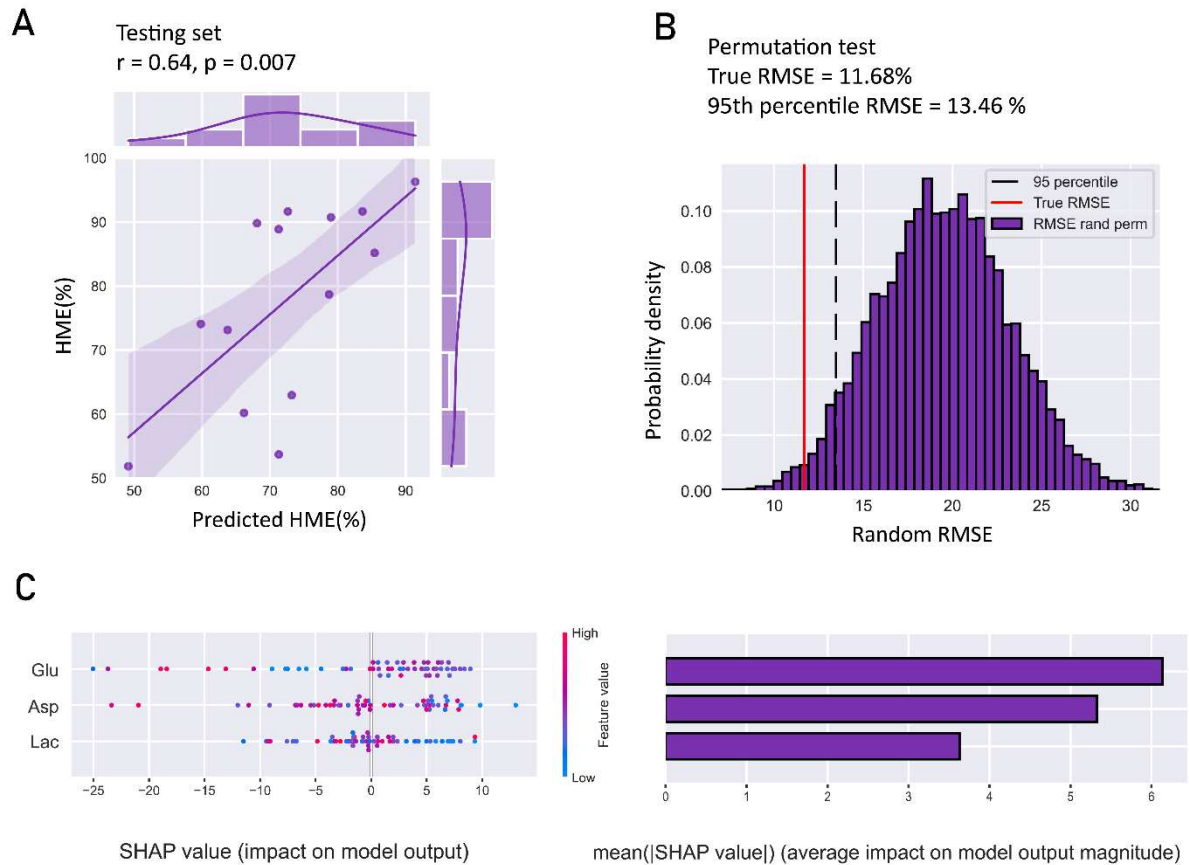 A
Testing set
r = 0.64, p = 0.007
100
90
80
70
60
50
HME(%)
50 60 70 80 90
Predicted HME(%)
B
Permutation test
True RMSE = 11.68%
95th percentile RMSE = 13.46 %
95 percentile
True RMSE
RMSE rand perm
0.10
0.08
0.06
0.04
0.02
0.00
Probability density
10 15 20 25 30
Random RMSE
C
Glu
Asp
Lac
−25 −20 −15 −10 −5 0 5 10
SHAP value (impact on model output)
High
Feature value
Low
0 1 2 3 4 5 6
mean(|SHAP value|) (average impact on model output magnitude)